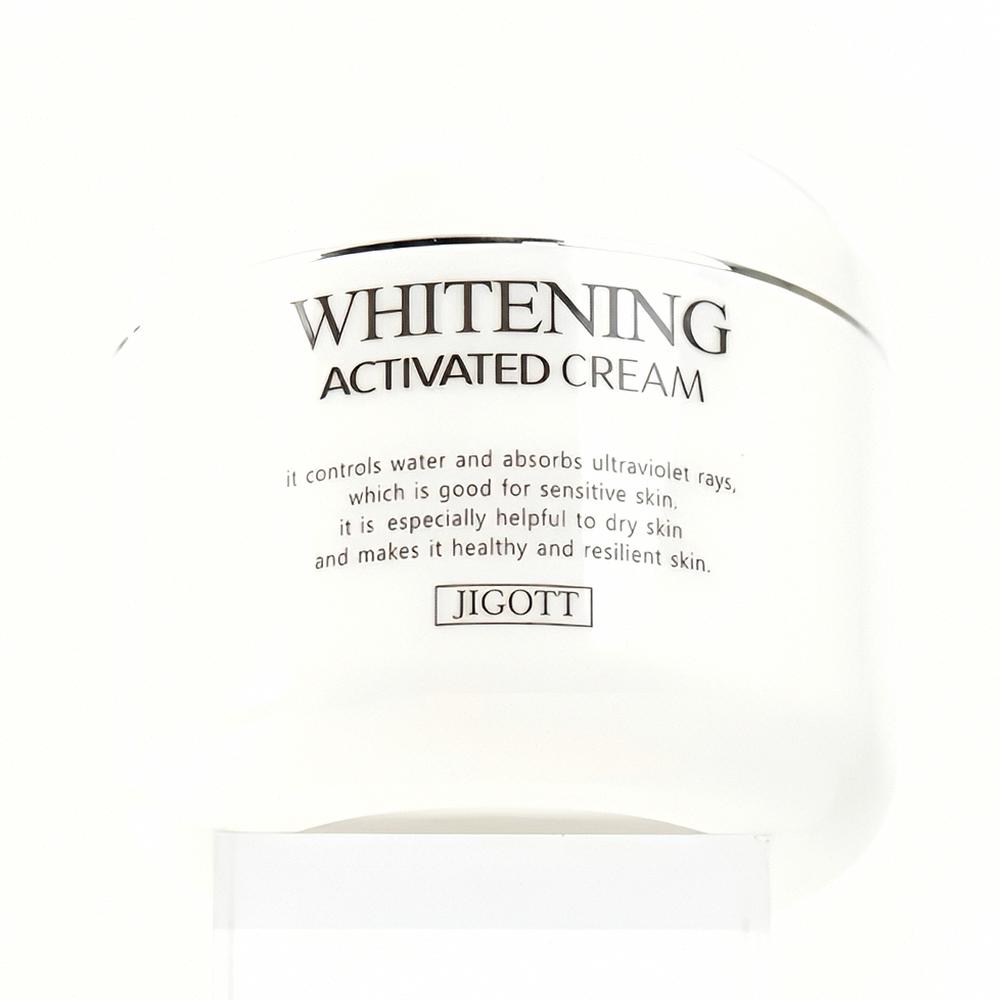 WHITENING
ACTIVATED CREAM
it controls water and absorbs ultraviolet rays,
which is good for sensitive skin,
it is especially helpful to dry skin
and makes it healthy and resilient skin.
JIGOTT